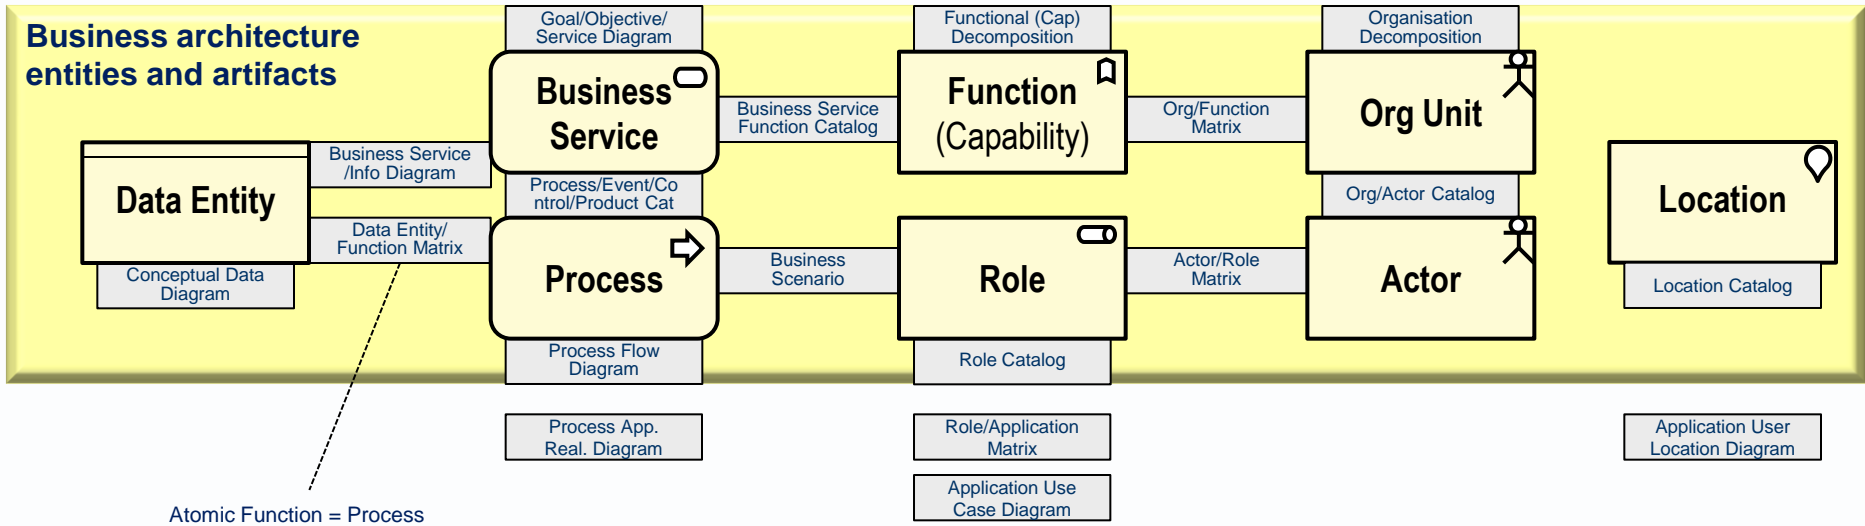 Business architecture
entities and artifacts
Goal/Objective/
Service Diagram
Functional (Cap)
Decomposition
Organisation
Decomposition
Business
Service
Business Service
Function Catalog
Function
(Capability)
Org/Function
Matrix
Org Unit
Data Entity
Business Service
/Info Diagram
Data Entity/
Function Matrix
Conceptual Data
Diagram
Process/Event/Co
ntrol/Product Cat
Org/Actor Catalog
Location
Location Catalog
Process
Business
Scenario
Role
Actor/Role
Matrix
Actor
Process Flow
Diagram
Role Catalog
Process App.
Real. Diagram
Role/Application
Matrix
Application User
Location Diagram
Application Use
Case Diagram
Atomic Function = Process